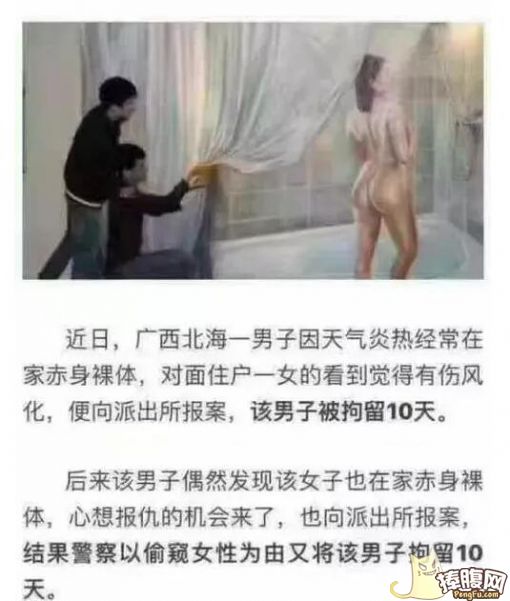 近日，广西北海一男子因天气炎热经常在
家赤身裸体，对面住户一女的看到觉得有伤风
化，便向派出所报案，该男子被拘留10天。
后来该男子偶然发现该女子也在家赤身裸
体，心想报仇的机会来了，也向派出所报案，
结果警察以偷窥女性为由又将该男子拘留10
天。
捧腹网
PengFu.com